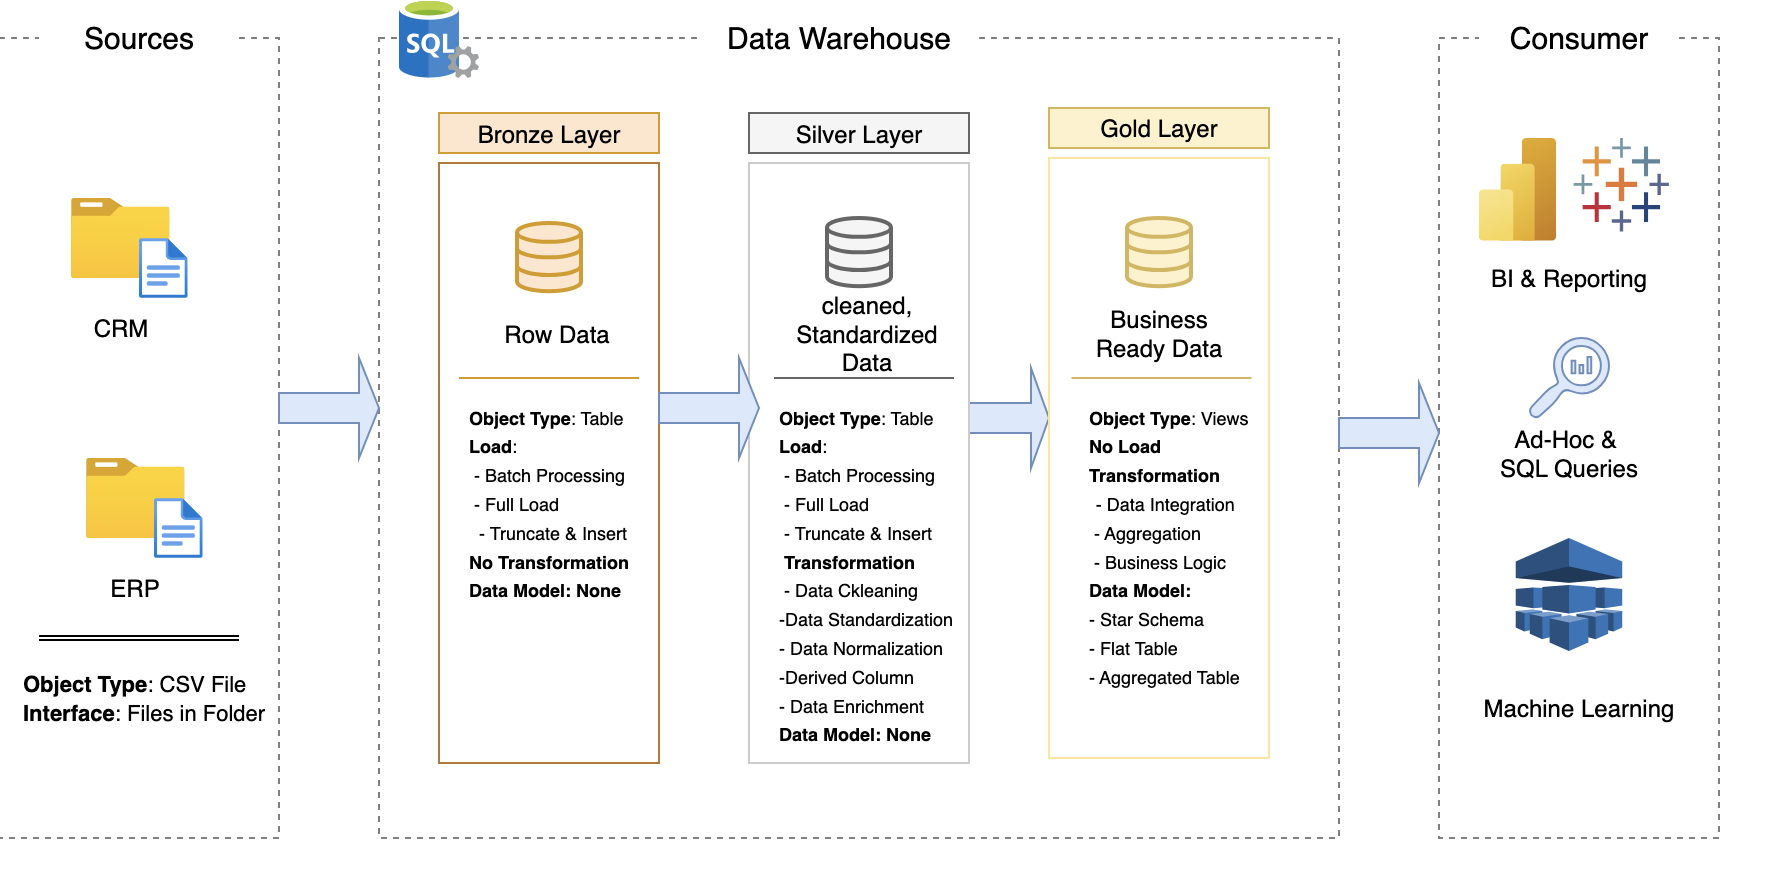 Sources
CRM
ERP
Object Type: CSV File
Interface: Files in Folder
SQL
Data Warehouse
Bronze Layer
Row Data
Object Type: Table
Load:
- Batch Processing
- Full Load
- Truncate & Insert
No Transformation
Data Model: None
Silver Layer
cleaned,
Standardized
Data
Object Type: Table
Load:
- Batch Processing
- Full Load
- Truncate & Insert
Transformation
- Data Ckleaning
-Data Standardization
- Data Normalization
-Derived Column
- Data Enrichment
Data Model: None
Gold Layer
Business
Ready Data
Object Type: Views
No Load
Transformation
- Data Integration
- Aggregation
- Business Logic
Data Model:
- Star Schema
- Flat Table
- Aggregated Table
Consumer
BI & Reporting
Ad-Hoc &
SQL Queries
Machine Learning